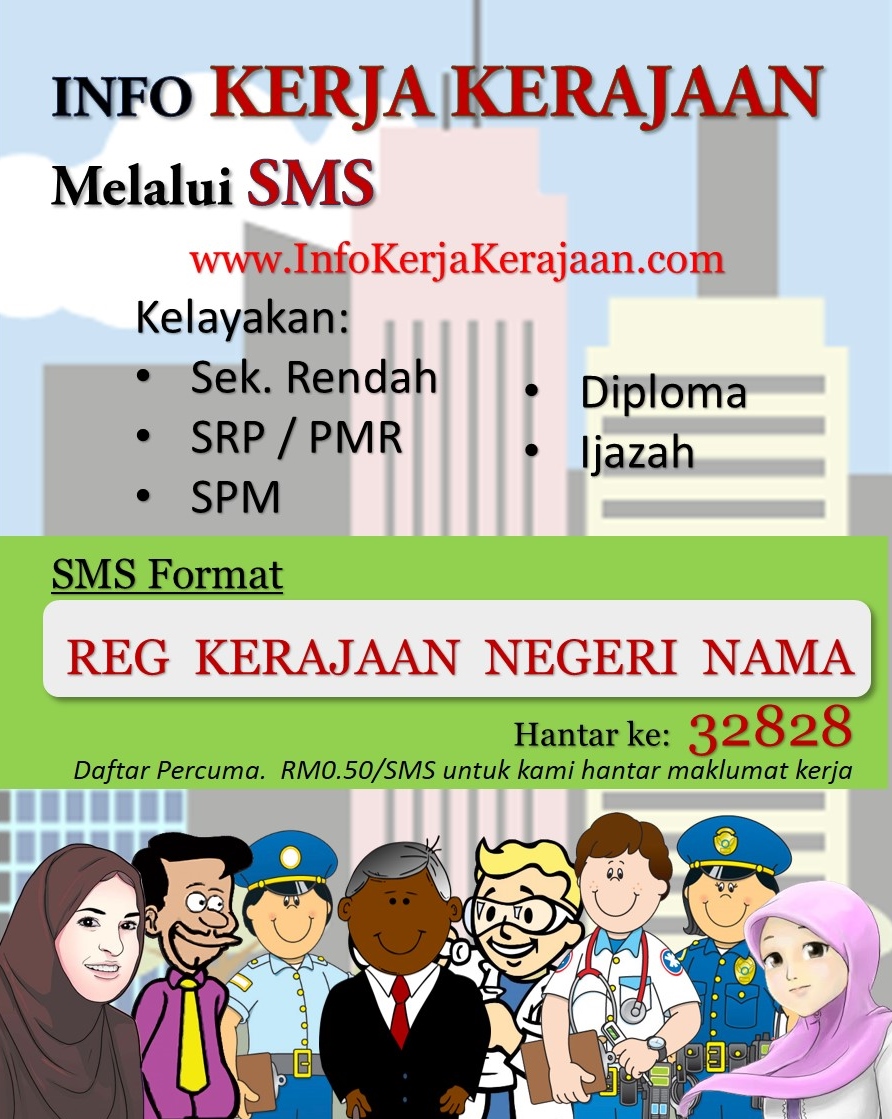 INFO KERJA KERAJAAN
Melalui SMS
www.InfoKerjaKerajaan.com
Kelayakan:
• Sek. Rendah
• SRP / PMR
• SPM
• Diploma
• Ijazah
SMS Format
REG KERAJAAN NEGERI NAMA
Hantar ke: 32828
Daftar Percuma. RM0.50/SMS untuk kami hantar maklumat kerja